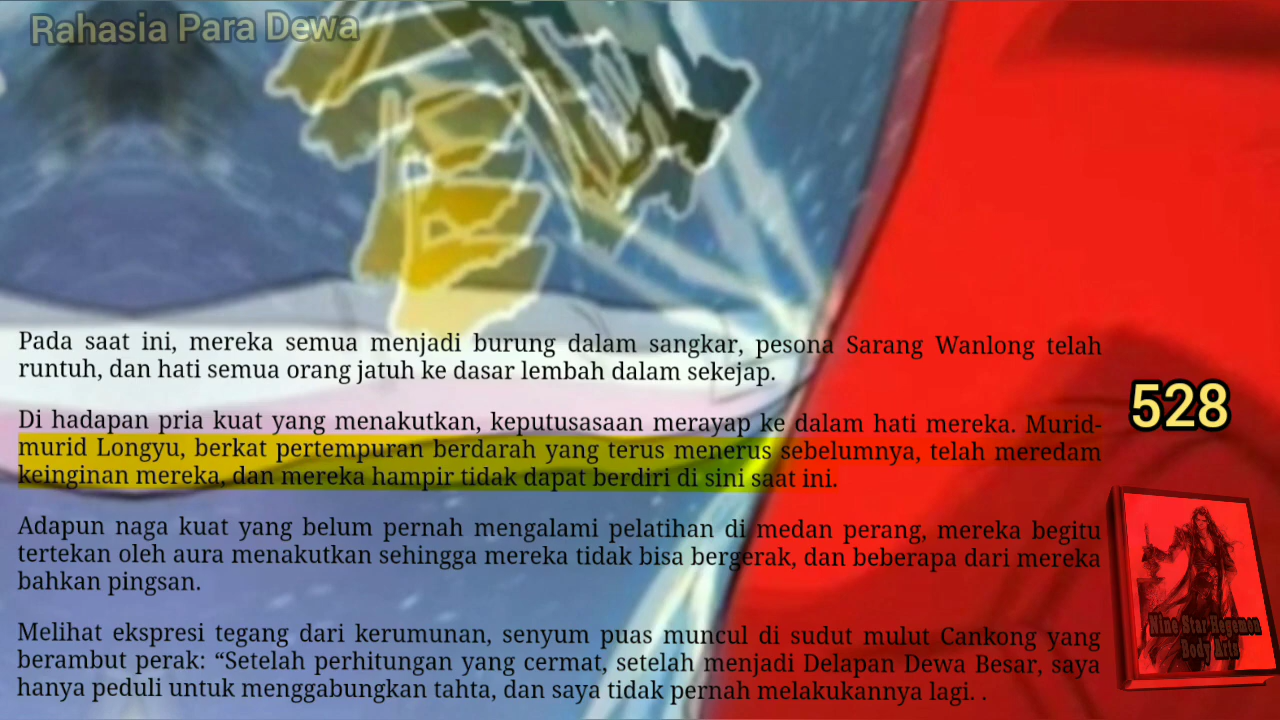 Rahasia Para Dewa
Pada saat ini, mereka semua menjadi burung dalam sangkar, pesona Sarang Wanlong telah
runtuh, dan hati semua orang jatuh ke dasar lembah dalam sekejap.
Di hadapan pria kuat yang menakutkan, keputusasaan merayap ke dalam hati mereka. Murid-
murid Longyu, berkat pertempuran berdarah yang terus menerus sebelumnya, telah meredam
keinginan mereka, dan mereka hampir tidak dapat berdiri di sini saat ini.
Adapun naga kuat yang belum pernah mengalami pelatihan di medan perang, mereka begitu
tertekan oleh aura menakutkan sehingga mereka tidak bisa bergerak, dan beberapa dari mereka
bahkan pingsan.
Melihat ekspresi tegang dari kerumunan, senyum puas muncul di sudut mulut Cankong yang
berambut perak: “Setelah perhitungan yang cermat, setelah menjadi Delapan Dewa Besar, saya
hanya peduli untuk menggabungkan tahta, dan saya tidak pernah melakukannya lagi. .
528
Nine Star Hegemon
Body Arts